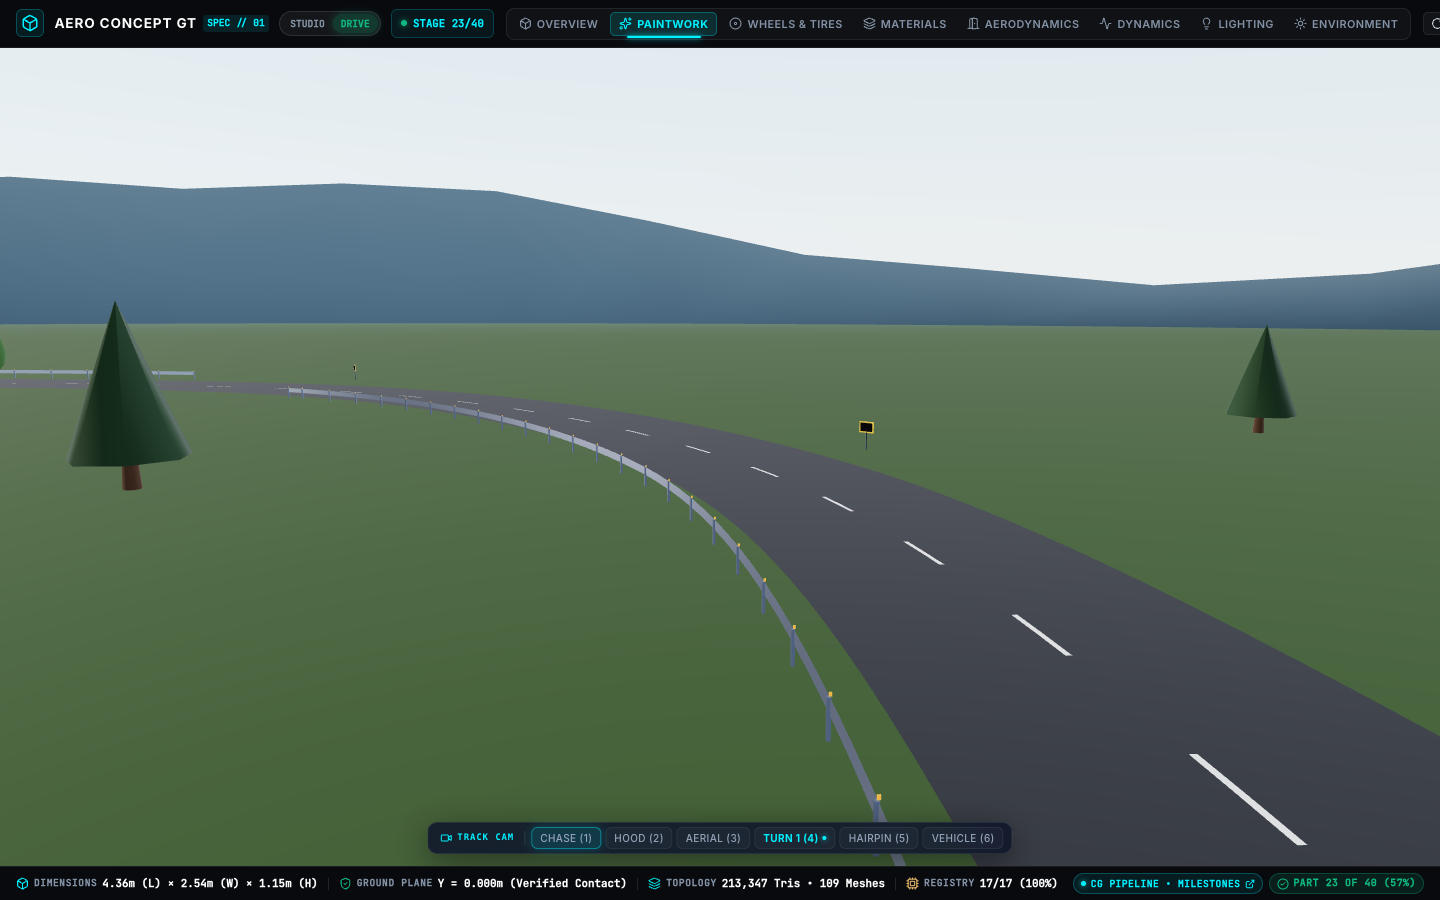 AERO CONCEPT GT SPEC // 01 STUDIO DRIVE STAGE 23/40 OVERVIEW PAINTWORK WHEELS & TIRES MATERIALS AERODYNAMICS DYNAMICS LIGHTING ENVIRONMENT
TRACK CAM CHASE (1) HOOD (2) AERIAL (3) TURN 1 (4) HAIRPIN (5) VEHICLE (6)
DIMENSIONS 4.36m (L) × 2.54m (W) × 1.15m (H) GROUND PLANE Y = 0.000m (Verified Contact) TOPOLOGY 213,347 Tris • 109 Meshes REGISTRY 17/17 (100%) CG PIPELINE • MILESTONES PART 23 OF 40 (57%)